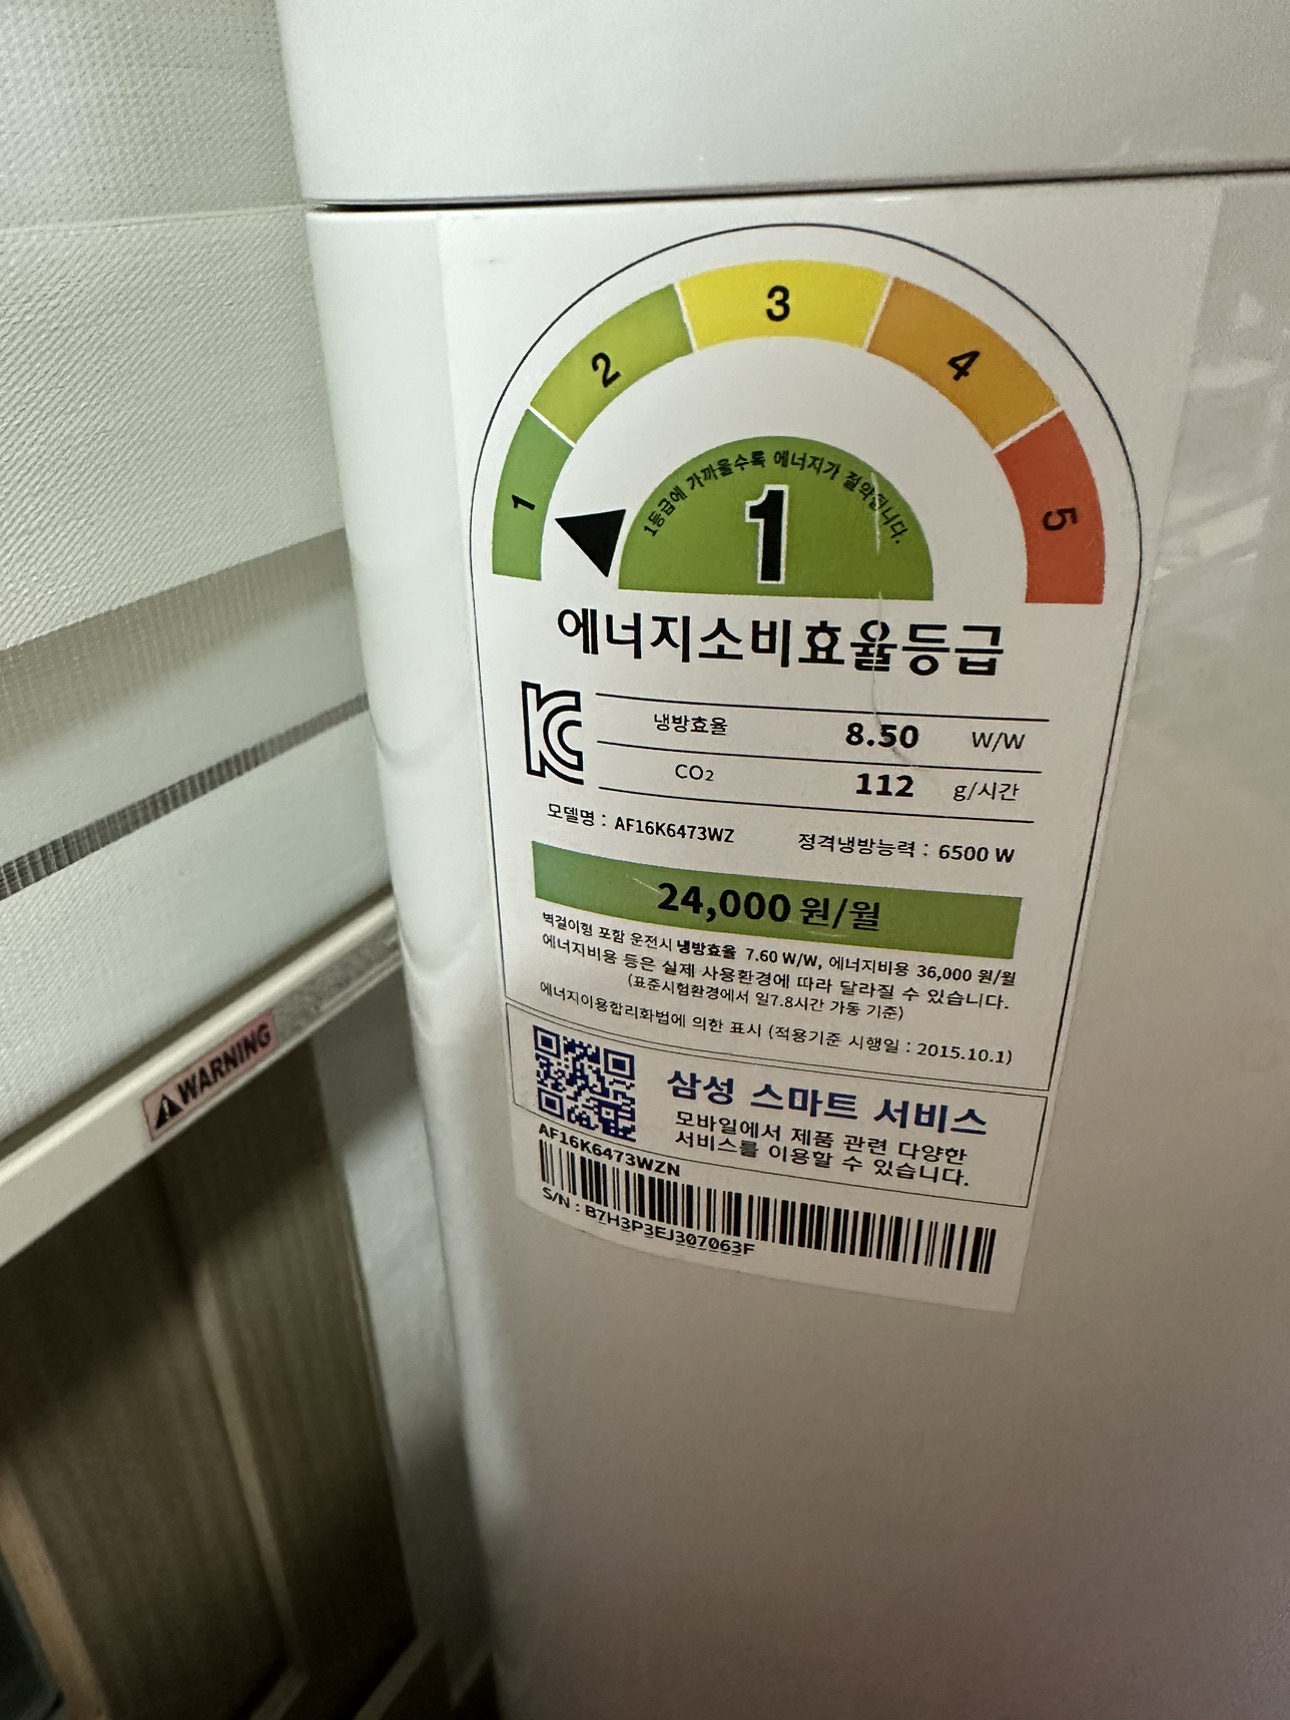 3
2
4
1
5
1등급에 가까울수록 에너지가 절약됩니다.
1
에너지소비효율등급
냉방효율 8.50 W/W
CO2 112 g/시간
모델명 : AF16K6473WZ 정격냉방능력 : 6500 W
24,000 원/월
벽걸이형 포함 운전시 냉방효율 7.60 W/W, 에너지비용 36,000 원/월
에너지비용 등은 실제 사용환경에 따라 달라질 수 있습니다.
(표준시험환경에서 일7.8시간 가동 기준)
에너지이용합리화법에 의한 표시 (적용기준 시행일 : 2015.10.1)
삼성 스마트 서비스
모바일에서 제품 관련 다양한
서비스를 이용할 수 있습니다.
AF16K6473WZN
S/N : B7H3P3EJ307063F
WARNING